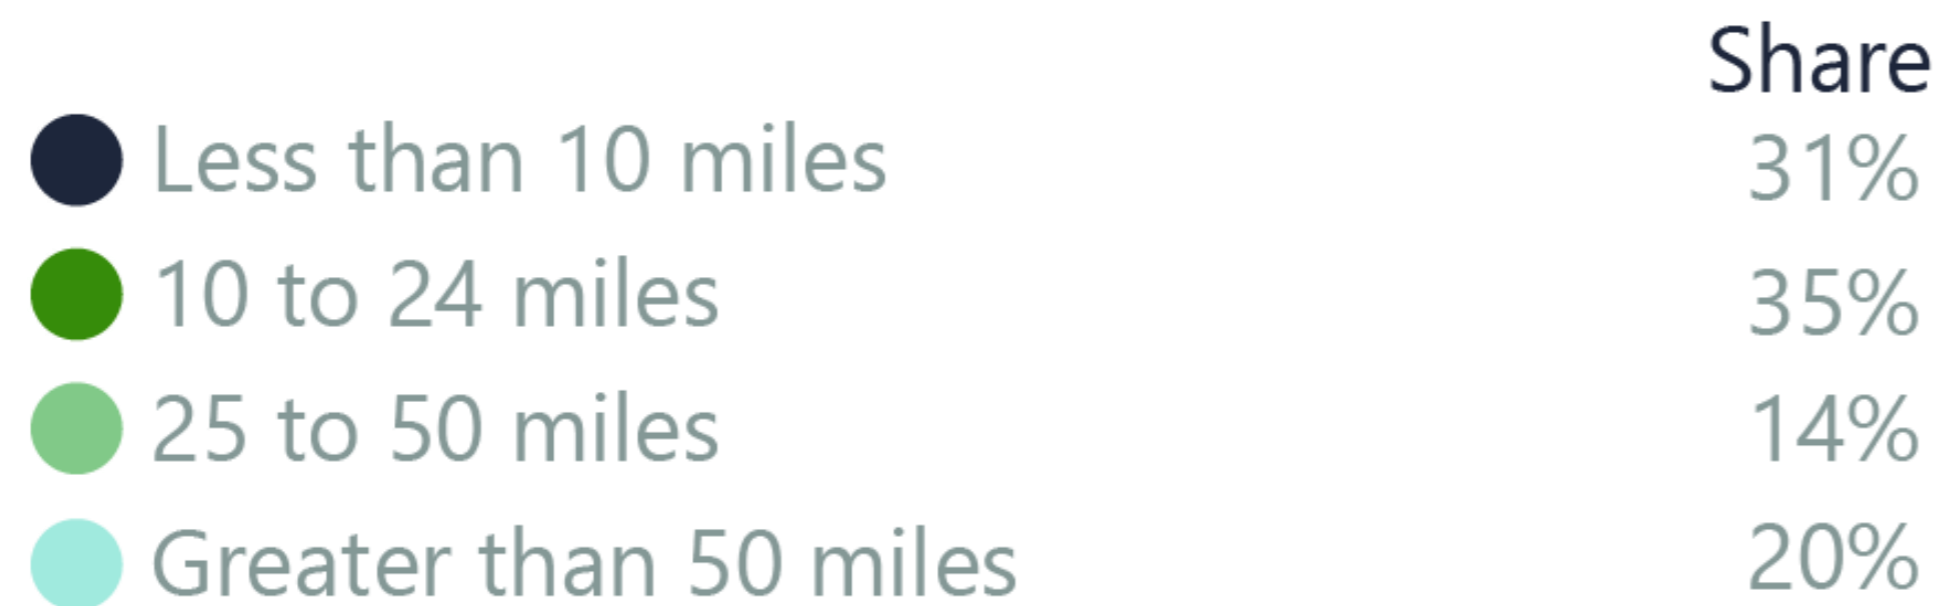 Share
Less than 10 miles 31%
10 to 24 miles 35%
25 to 50 miles 14%
Greater than 50 miles 20%